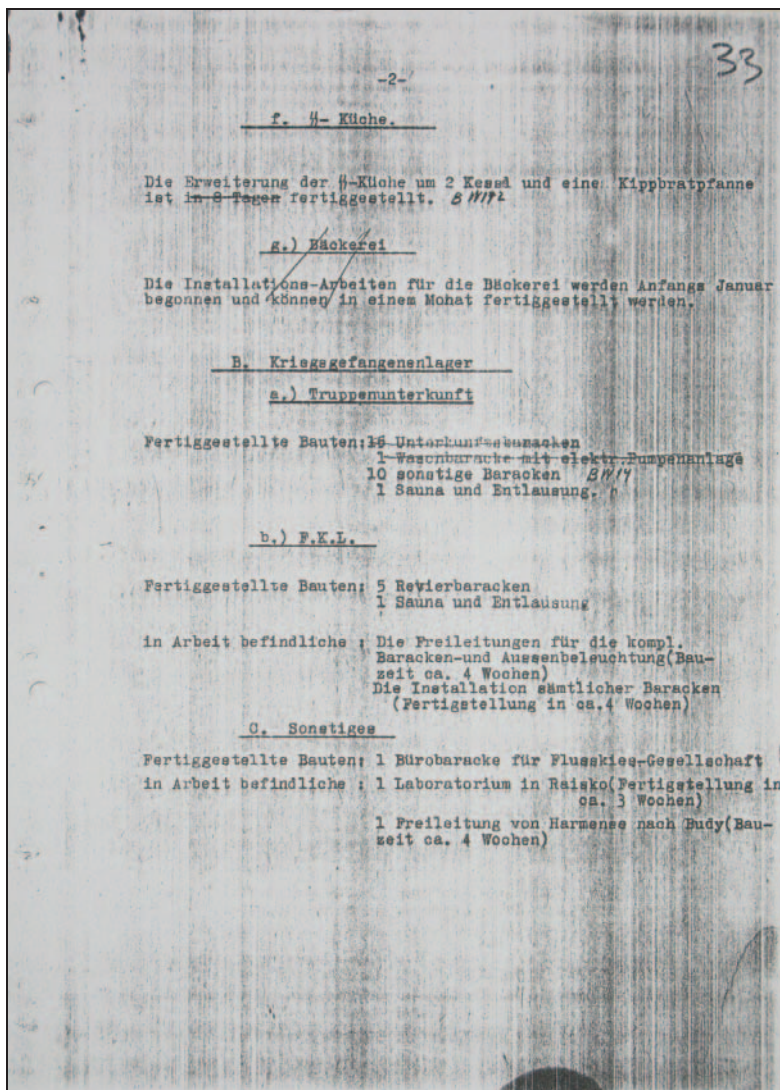 33
-2-
f. ᛋᛋ- Küche.
Die Erweiterung der ᛋᛋ-Küche um 2 Kessel und eine Kippbratpfanne
ist in 8 Tagen fertiggestellt.
g.) Bäckerei
Die Installations-Arbeiten für die Bäckerei werden Anfangs Januar
begonnen und können in einem Monat fertiggestellt werden.
B. Kriegsgefangenenlager
a.) Truppenunterkunft
Fertiggestellte Bauten: Unterkunftsbaracken
1 Waschbaracke mit elektr.Pumpenanlage
10 sonstige Baracken
1 Sauna und Entlausung.
b.) F.K.L.
Fertiggestellte Bauten: 5 Revierbaracken
1 Sauna und Entlausung
in Arbeit befindliche : Die Freileitungen für die kompl.
Baracken-und Aussenbeleuchtung(Bau-
zeit ca. 4 Wochen)
Die Installation sämtlicher Baracken
(Fertigstellung in ca.4 Wochen)
C. Sonstiges
Fertiggestellte Bauten: 1 Bürobaracke für Flusskies-Gesellschaft
in Arbeit befindliche : 1 Laboratorium in Raisko(Fertigstellung in
ca. 3 Wochen)
1 Freileitung von Harmense nach Budy(Bau-
zeit ca. 4 Wochen)